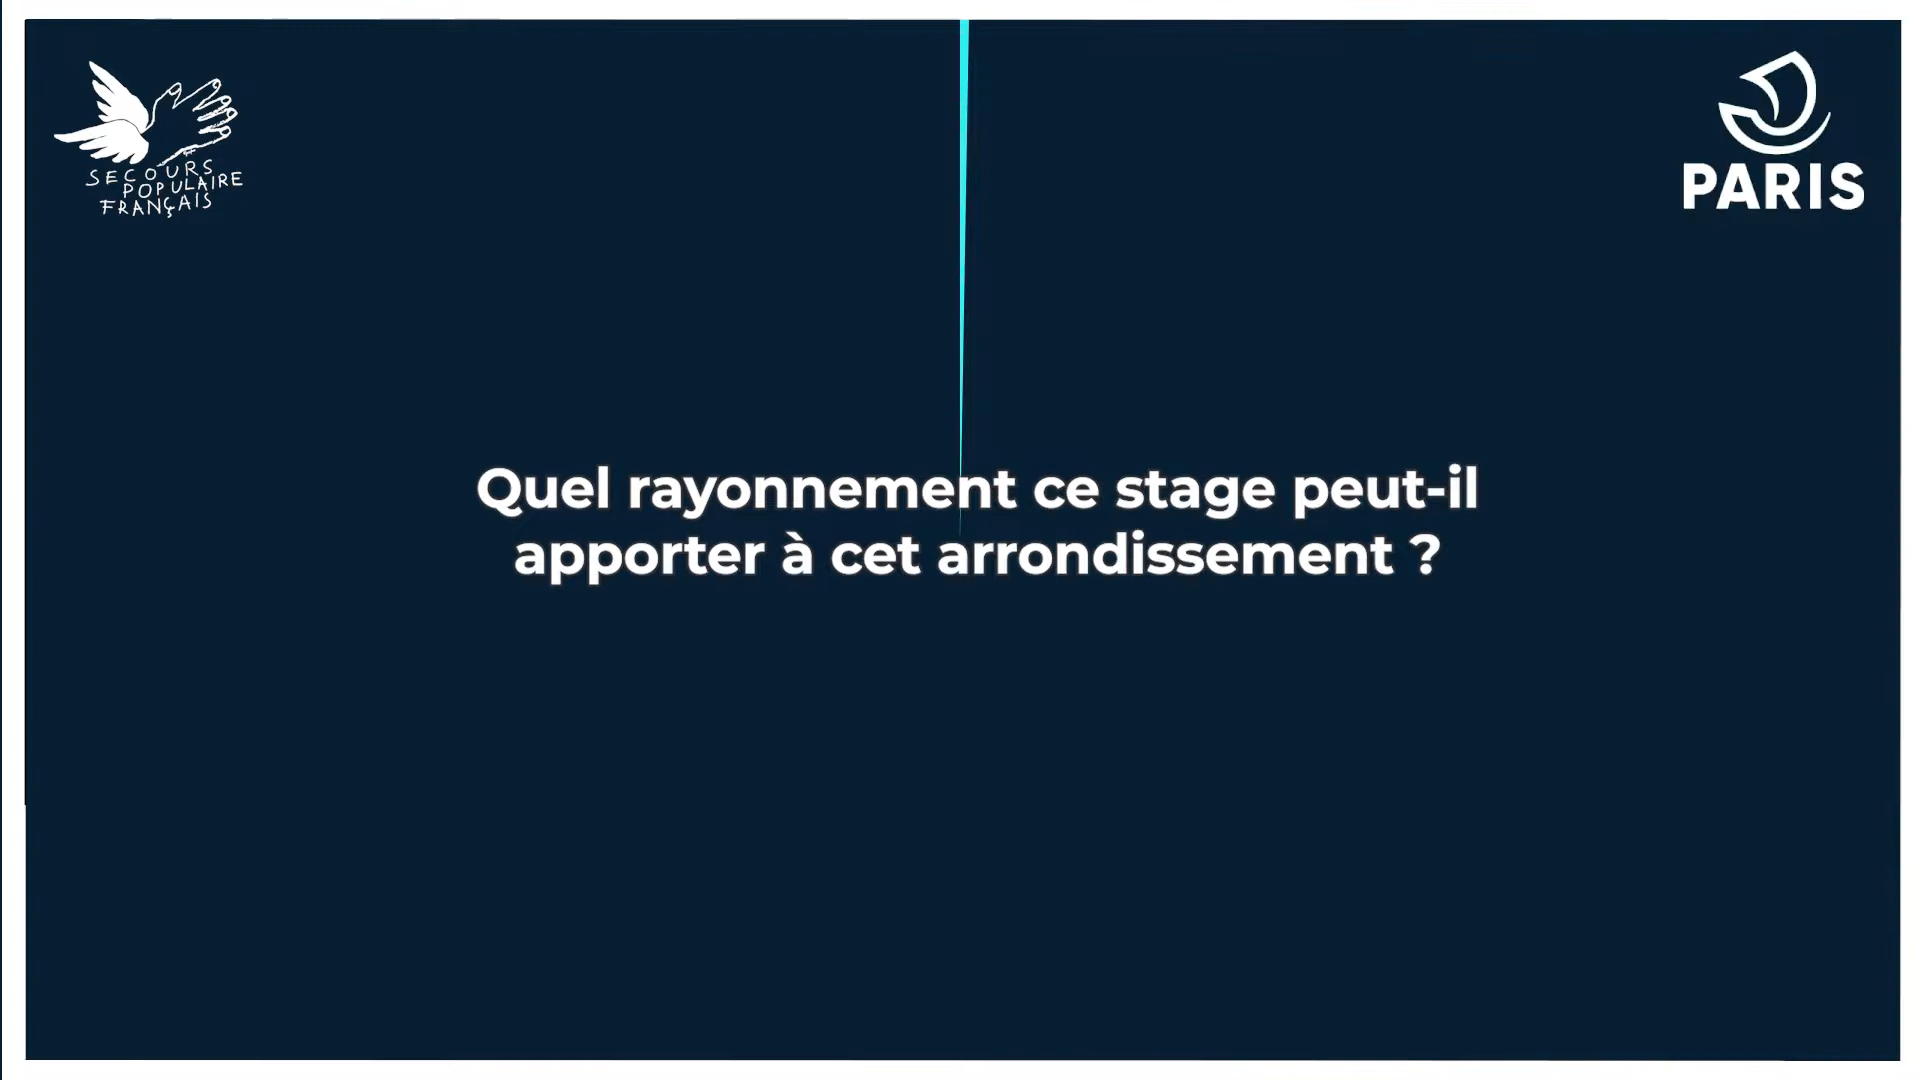 SECOURS
POPULAIRE
FRANÇAIS
PARIS
Quel rayonnement ce stage peut-il
apporter à cet arrondissement ?